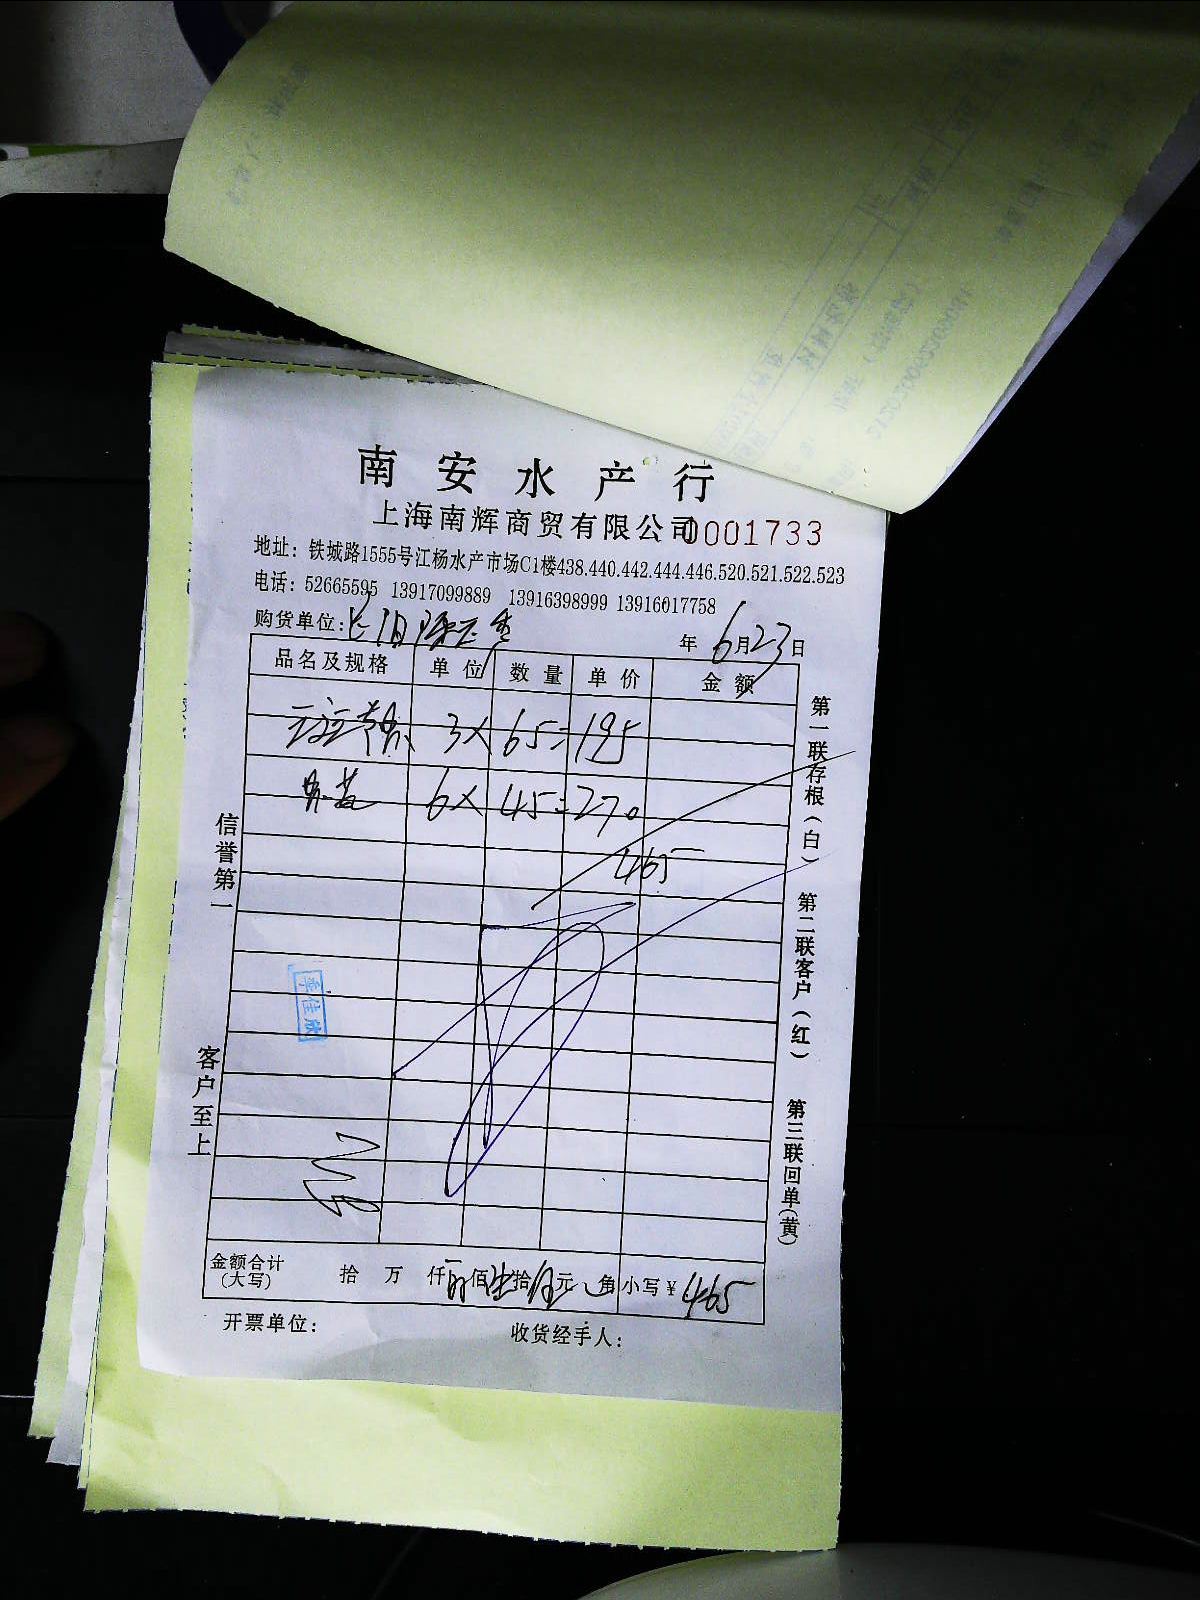 南安水产行
上海南辉商贸有限公司 0001733
地址：铁城路1555号江杨水产市场C1楼438.440.442.444.446.520.521.522.523
电话：52665595 13917099889 13916398999 13916017758
购货单位：
年 6月23日
品名及规格 单位 数量 单价 金额
3× 65=195
6× 45=270
465
信誉第一
客户至上
季佳欣
第一联存根（白）
第二联客户（红）
第三联回单（黄）
金额合计（大写） 拾 万 仟 佰 拾 元 角 小写¥ 465
开票单位： 收货经手人：